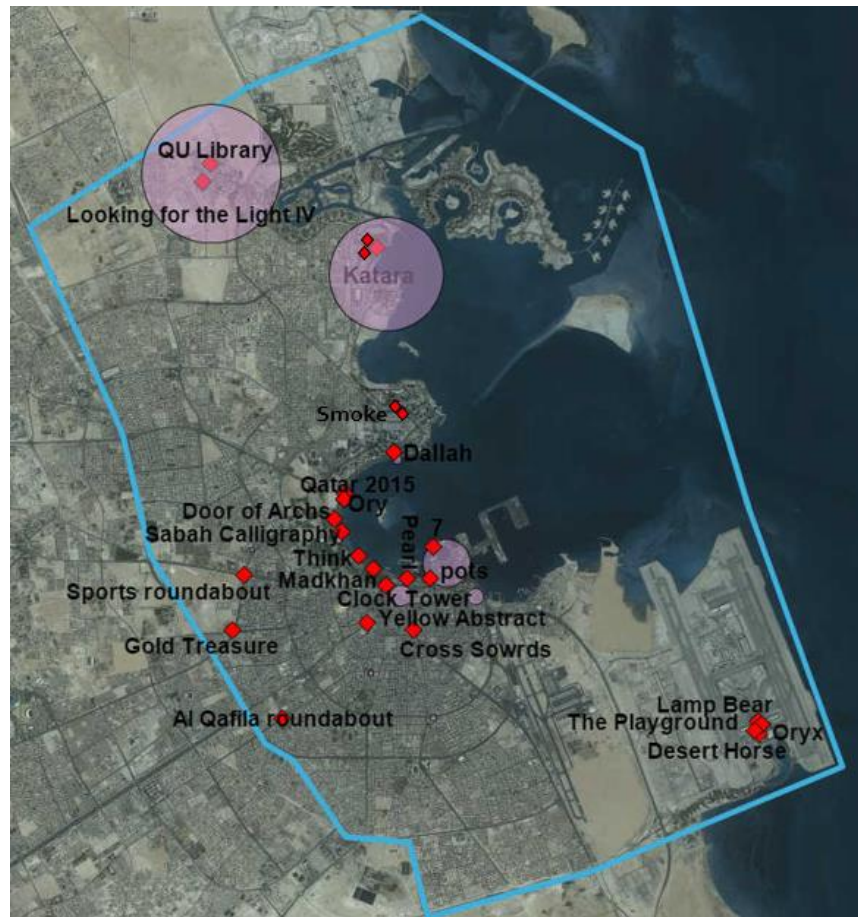 QU Library
Looking for the Light IV
Katara
Smoke
Dallah
Qatar 2015
Ory
Door of Archs
Sabah Calligraphy
Think
Madkhan
Pearl
7
pots
Sports roundabout
Clock Tower
Yellow Abstract
Gold Treasure
Cross Sowrds
Al Qafila roundabout
Lamp Bear
The Playground
Oryx
Desert Horse